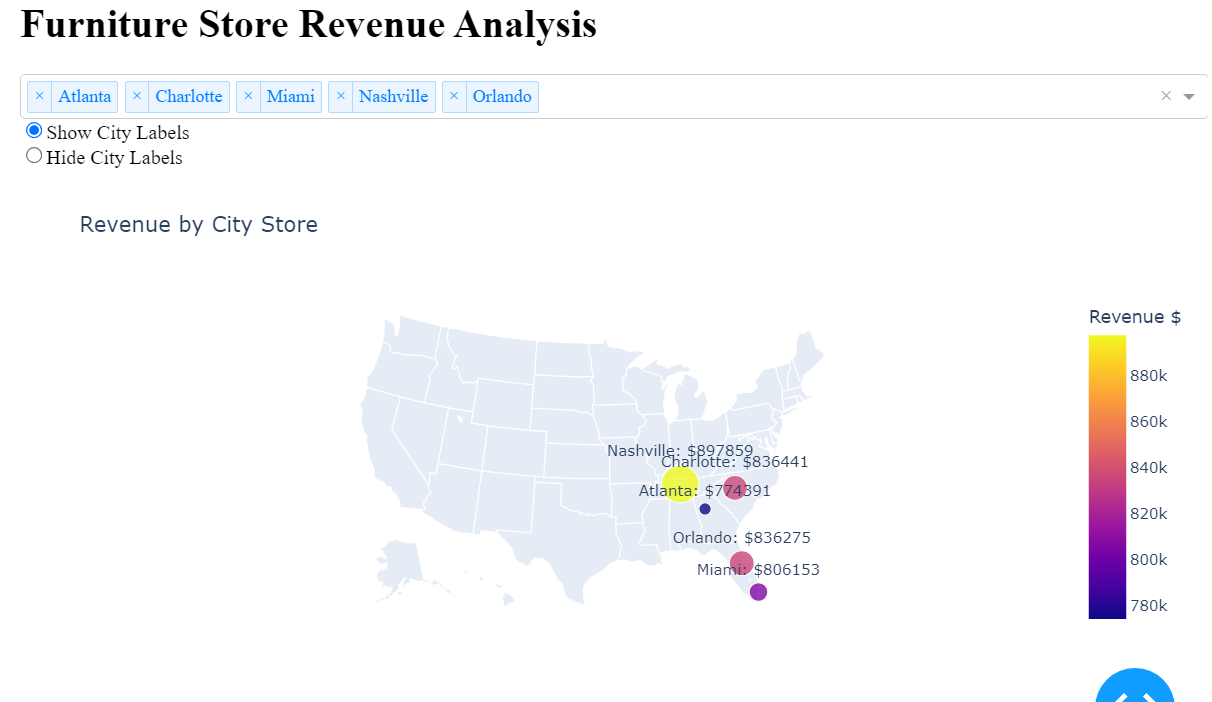 Furniture Store Revenue Analysis
× Atlanta × Charlotte × Miami × Nashville × Orlando ×
Show City Labels
Hide City Labels
Revenue by City Store
Revenue $
880k
860k
840k
820k
800k
780k
Nashville: $897859
Charlotte: $836441
Atlanta: $774391
Orlando: $836275
Miami: $806153